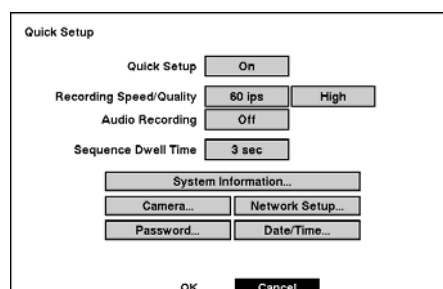 Quick Setup
Quick Setup On
Recording Speed/Quality 60 ips High
Audio Recording Off
Sequence Dwell Time 3 sec
System Information...
Camera... Network Setup...
Password... Date/Time...
OK Cancel